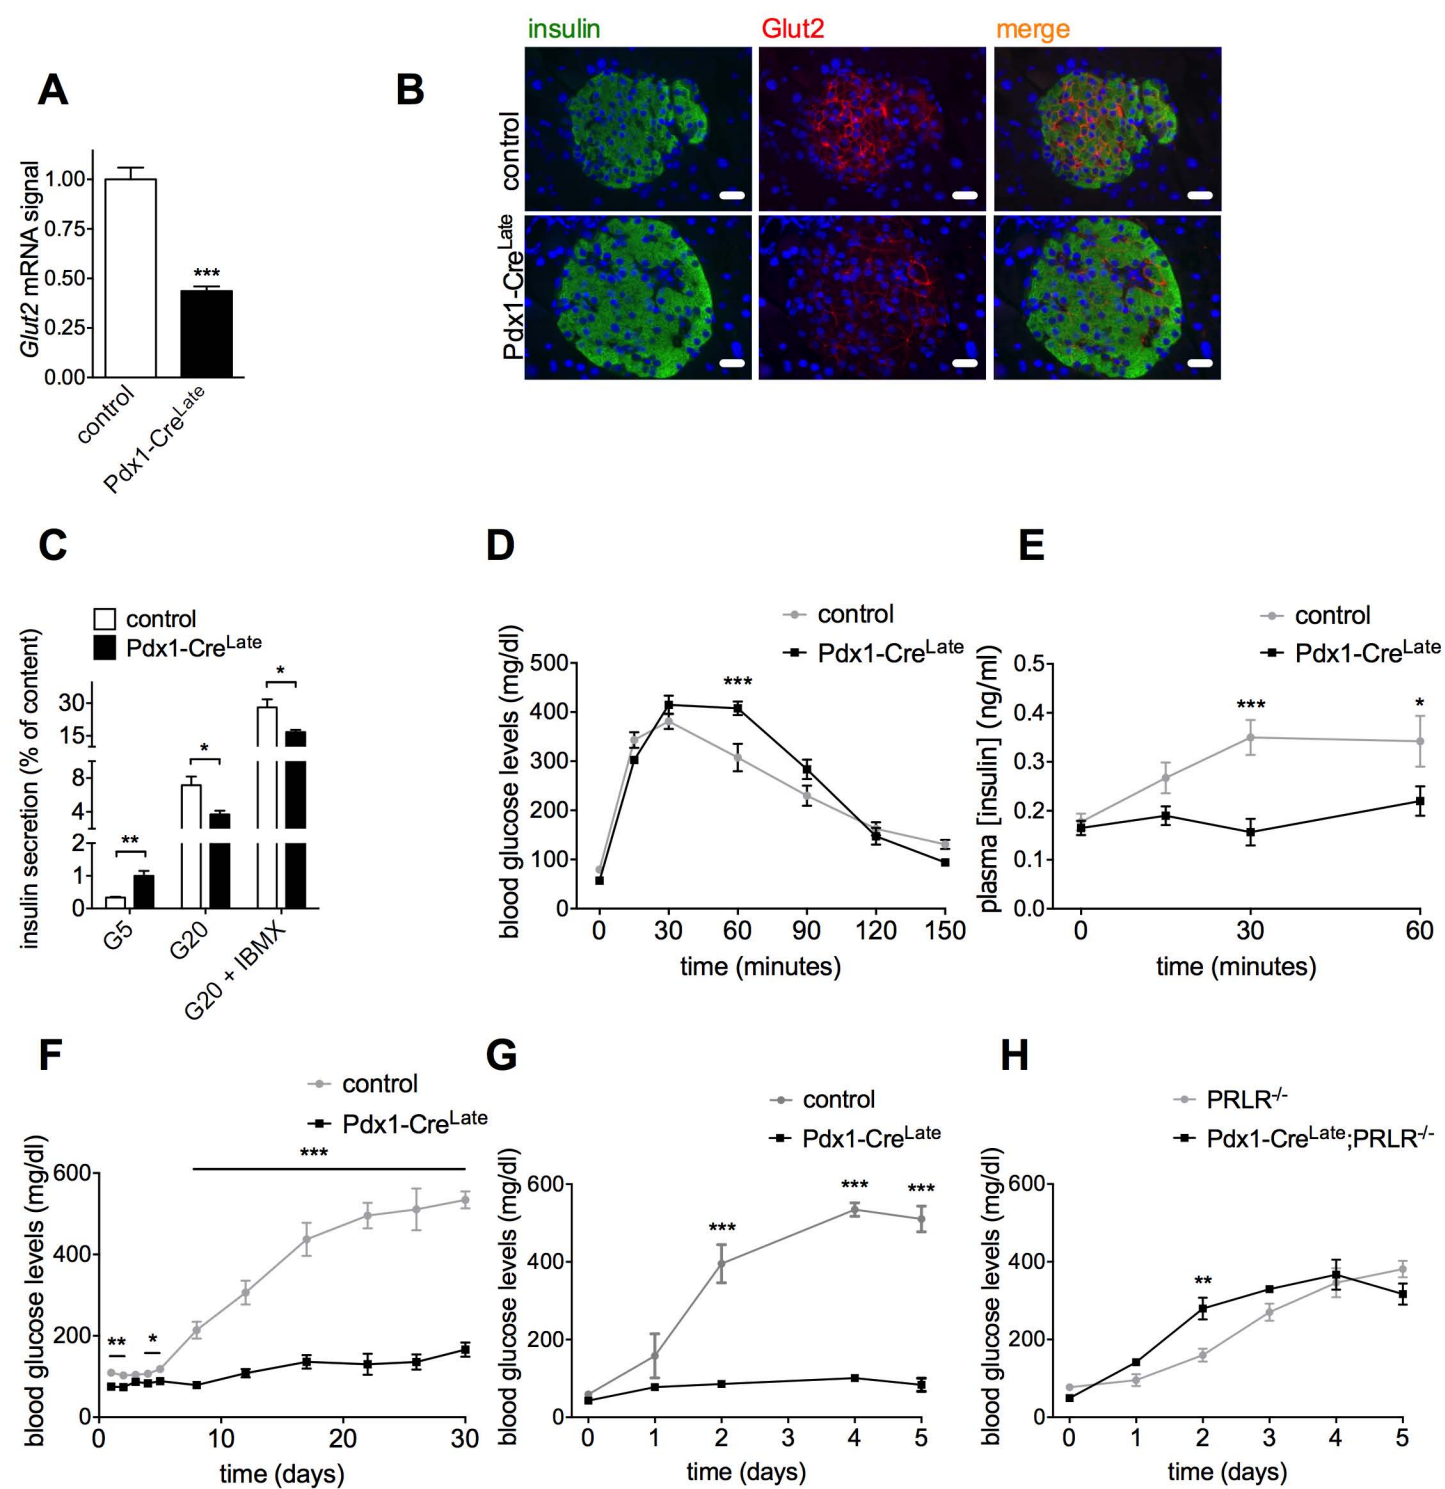 A
Glut2 mRNA signal
1.00
0.75
0.50
0.25
0.00
***
control
Pdx1-CreLate
B
insulin
Glut2
merge
control
Pdx1-CreLate
C
control
Pdx1-CreLate
insulin secretion (% of content)
30
15
8
4
2
1
0
**
*
*
G5
G20
G20 + IBMX
D
control
Pdx1-CreLate
blood glucose levels (mg/dl)
500
400
300
200
100
0
***
0 30 60 90 120 150
time (minutes)
E
control
Pdx1-CreLate
plasma [insulin] (ng/ml)
0.5
0.4
0.3
0.2
0.1
0.0
***
*
0 30 60
time (minutes)
F
control
Pdx1-CreLate
blood glucose levels (mg/dl)
600
400
200
0
**
*
***
0 10 20 30
time (days)
G
control
Pdx1-CreLate
blood glucose levels (mg/dl)
600
400
200
0
***
***
***
0 1 2 4 5
time (days)
H
PRLR-/-
Pdx1-CreLate;PRLR-/-
blood glucose levels (mg/dl)
600
400
200
0
**
0 1 2 3 4 5
time (days)